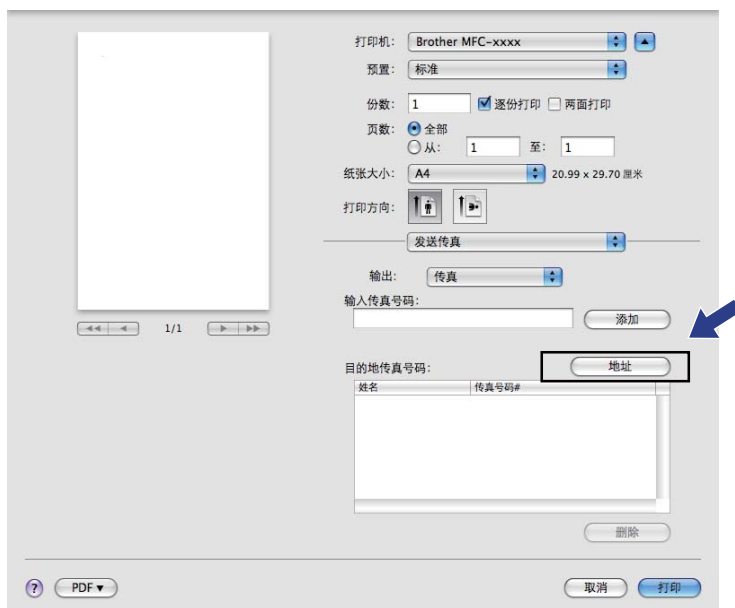 打印机: Brother MFC-xxxx
预置: 标准
份数: 1 逐份打印 两面打印
页数: 全部
从: 1 至: 1
纸张大小: A4 20.99 x 29.70 厘米
打印方向:
发送传真
输出: 传真
输入传真号码:
添加
1/1
目的地传真号码: 地址
姓名 传真号码#
删除
? PDF▼ 取消 打印